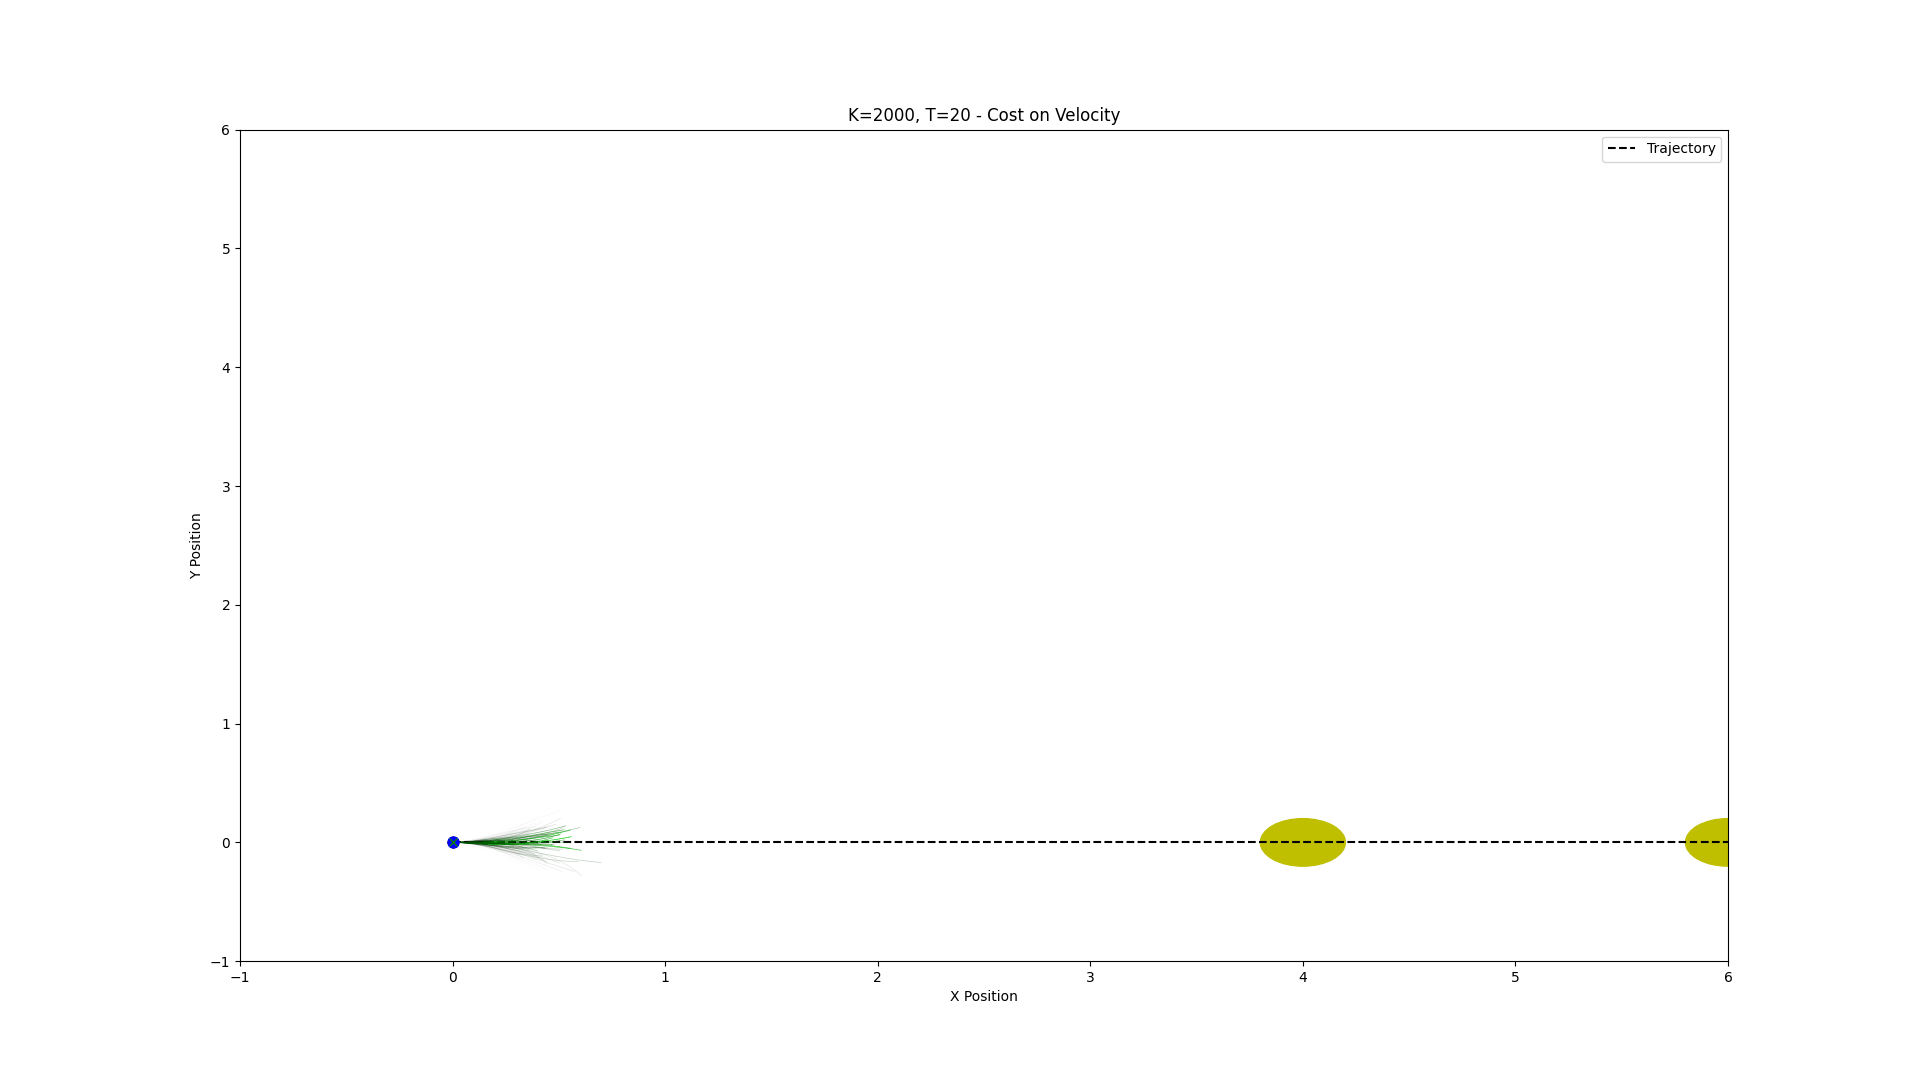 K=2000, T=20 - Cost on Velocity
Trajectory
6
5
4
3
2
1
0
−1
Y Position
−1 0 1 2 3 4 5 6
X Position